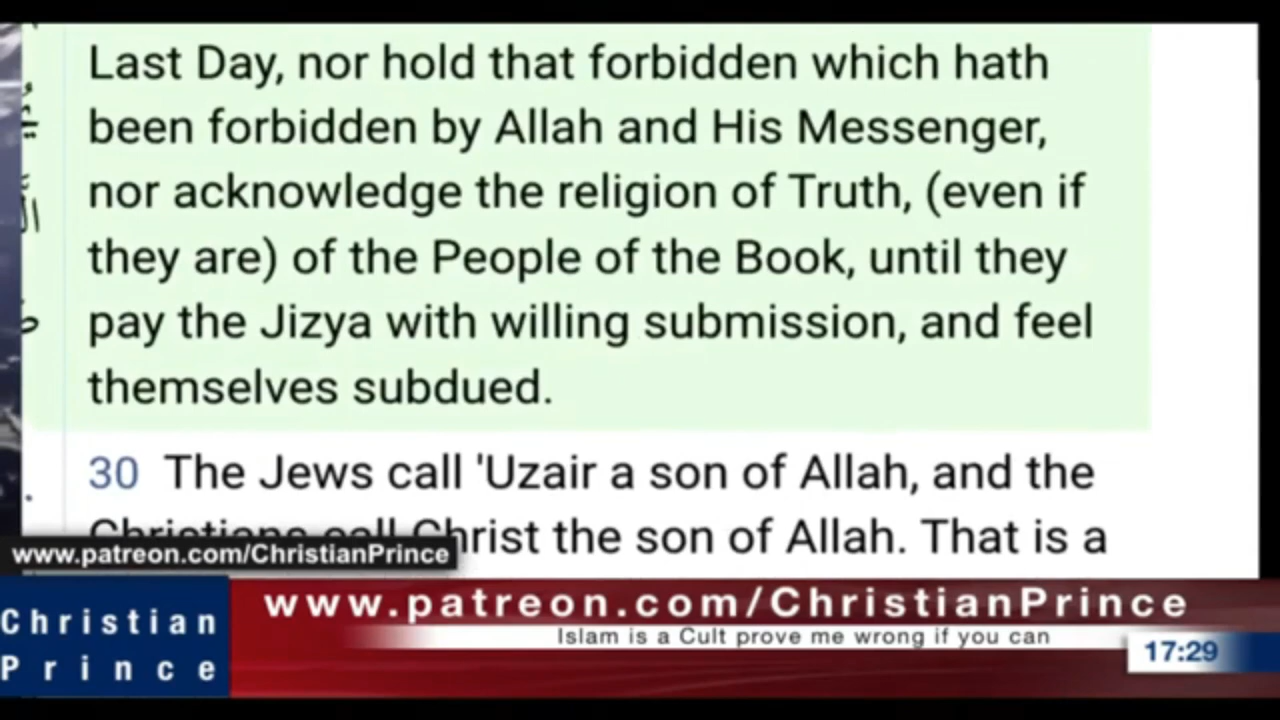 Last Day, nor hold that forbidden which hath
been forbidden by Allah and His Messenger,
nor acknowledge the religion of Truth, (even if
they are) of the People of the Book, until they
pay the Jizya with willing submission, and feel
themselves subdued.
30 The Jews call 'Uzair a son of Allah, and the
Christians call Christ the son of Allah. That is a
www.patreon.com/ChristianPrince
www.patreon.com/ChristianPrince
Islam is a Cult prove me wrong if you can
Christian
Prince
17:29